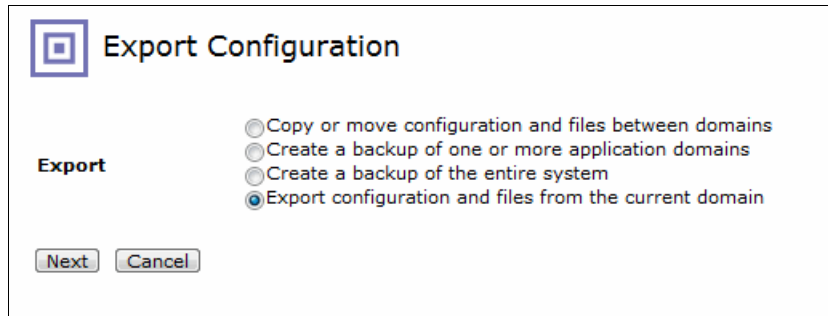 Export Configuration
Copy or move configuration and files between domains
Create a backup of one or more application domains
Export
Create a backup of the entire system
Export configuration and files from the current domain
Next Cancel